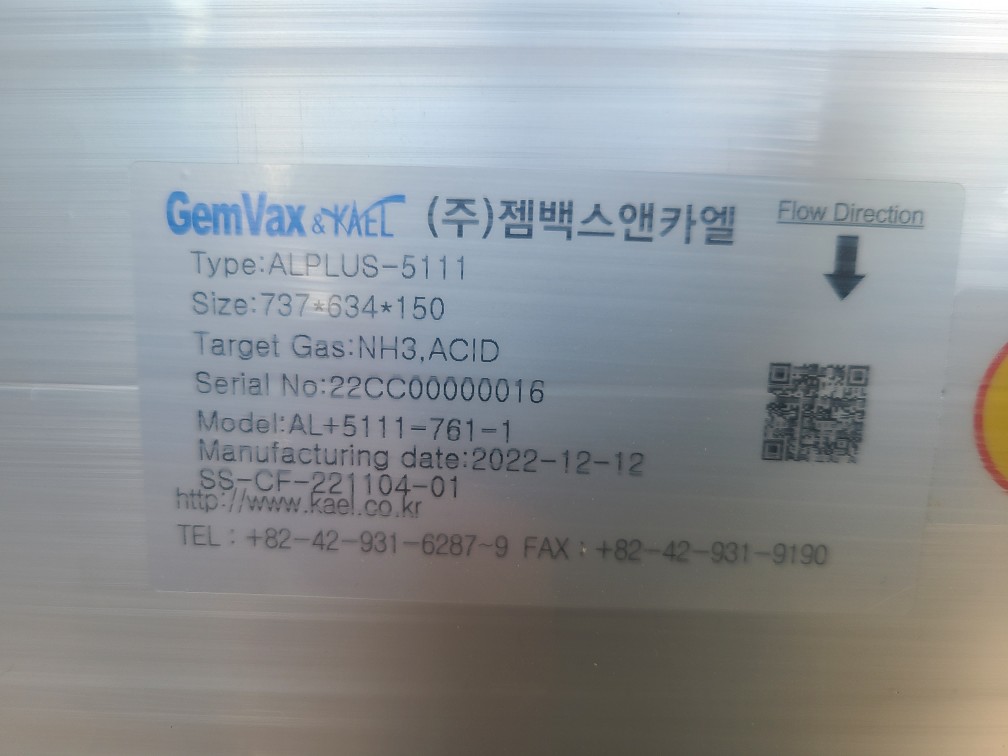 GemVax & KAEL (주)젬백스앤카엘
Flow Direction
Type:ALPLUS-5111
Size:737*634*150
Target Gas:NH3,ACID
Serial No:22CC00000016
Model:AL+5111-761-1
Manufacturing date:2022-12-12
SS-CF-221104-01
http://www.kael.co.kr
TEL : +82-42-931-6287~9 FAX : +82-42-931-9190